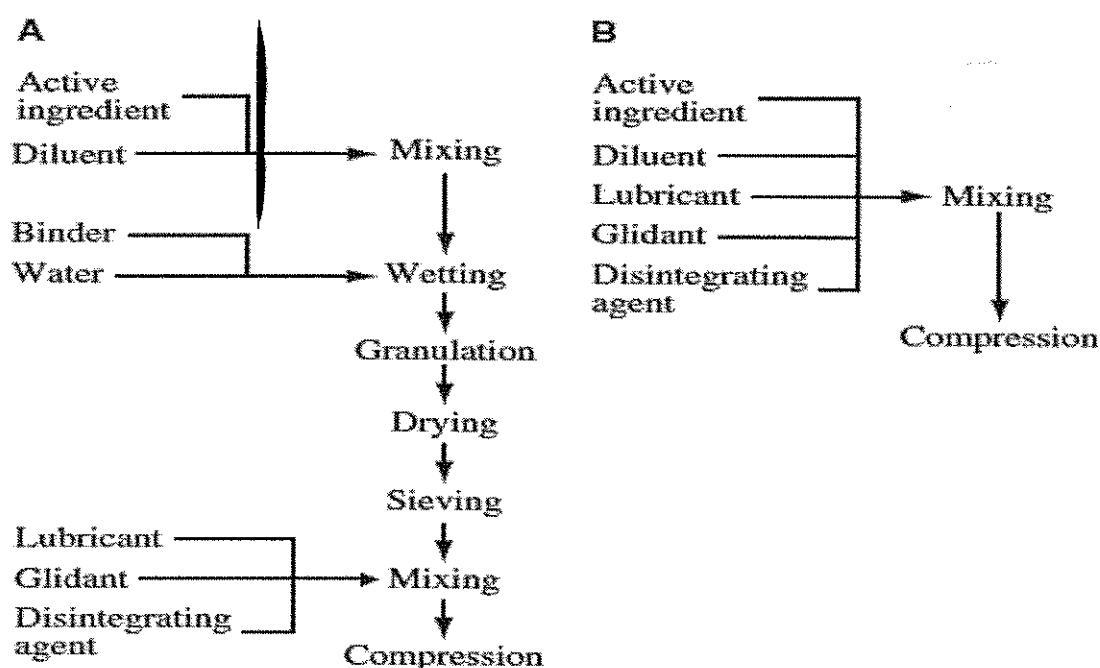 A
Active
ingredient
Diluent
Mixing
Binder
Water
Wetting
Granulation
Drying
Sieving
Lubricant
Glidant
Disintegrating
agent
Mixing
Compression
B
Active
ingredient
Diluent
Lubricant
Mixing
Glidant
Disintegrating
agent
Compression